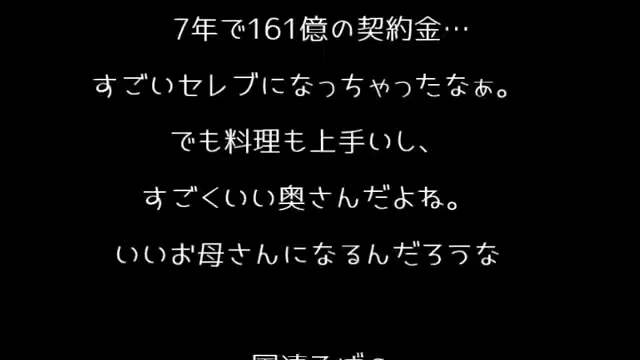 7年で161億の契約金…
すごいセレブになっちゃったなぁ。
でも料理も上手いし、
すごくいい奥さんだよね。
いいお母さんになるんだろうな